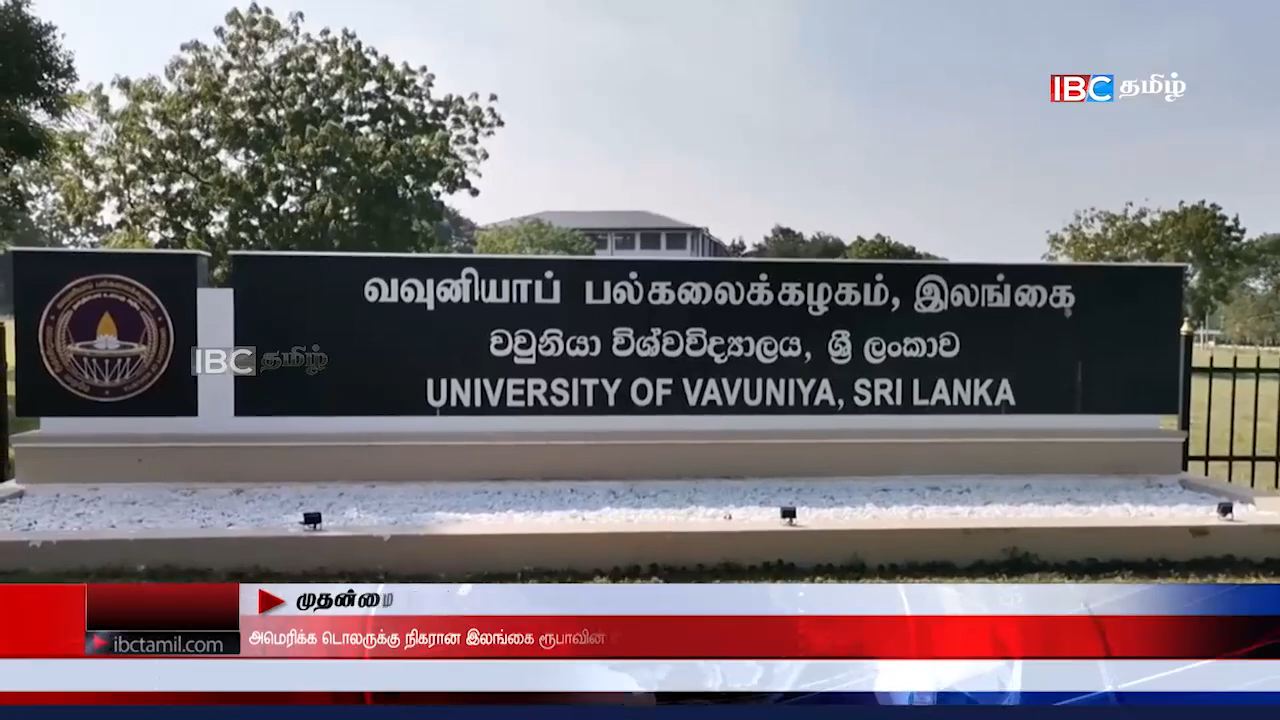 IBC தமிழ்
வவுனியாப் பல்கலைக்கழகம், இலங்கை
වවුනියා විශ්වවිද්‍යාලය, ශ්‍රී ලංකාව
IBC தமிழ்
UNIVERSITY OF VAVUNIYA, SRI LANKA
முதன்மை
ibctamil.com
அமெரிக்க டொலருக்கு நிகரான இலங்கை ரூபாவின்